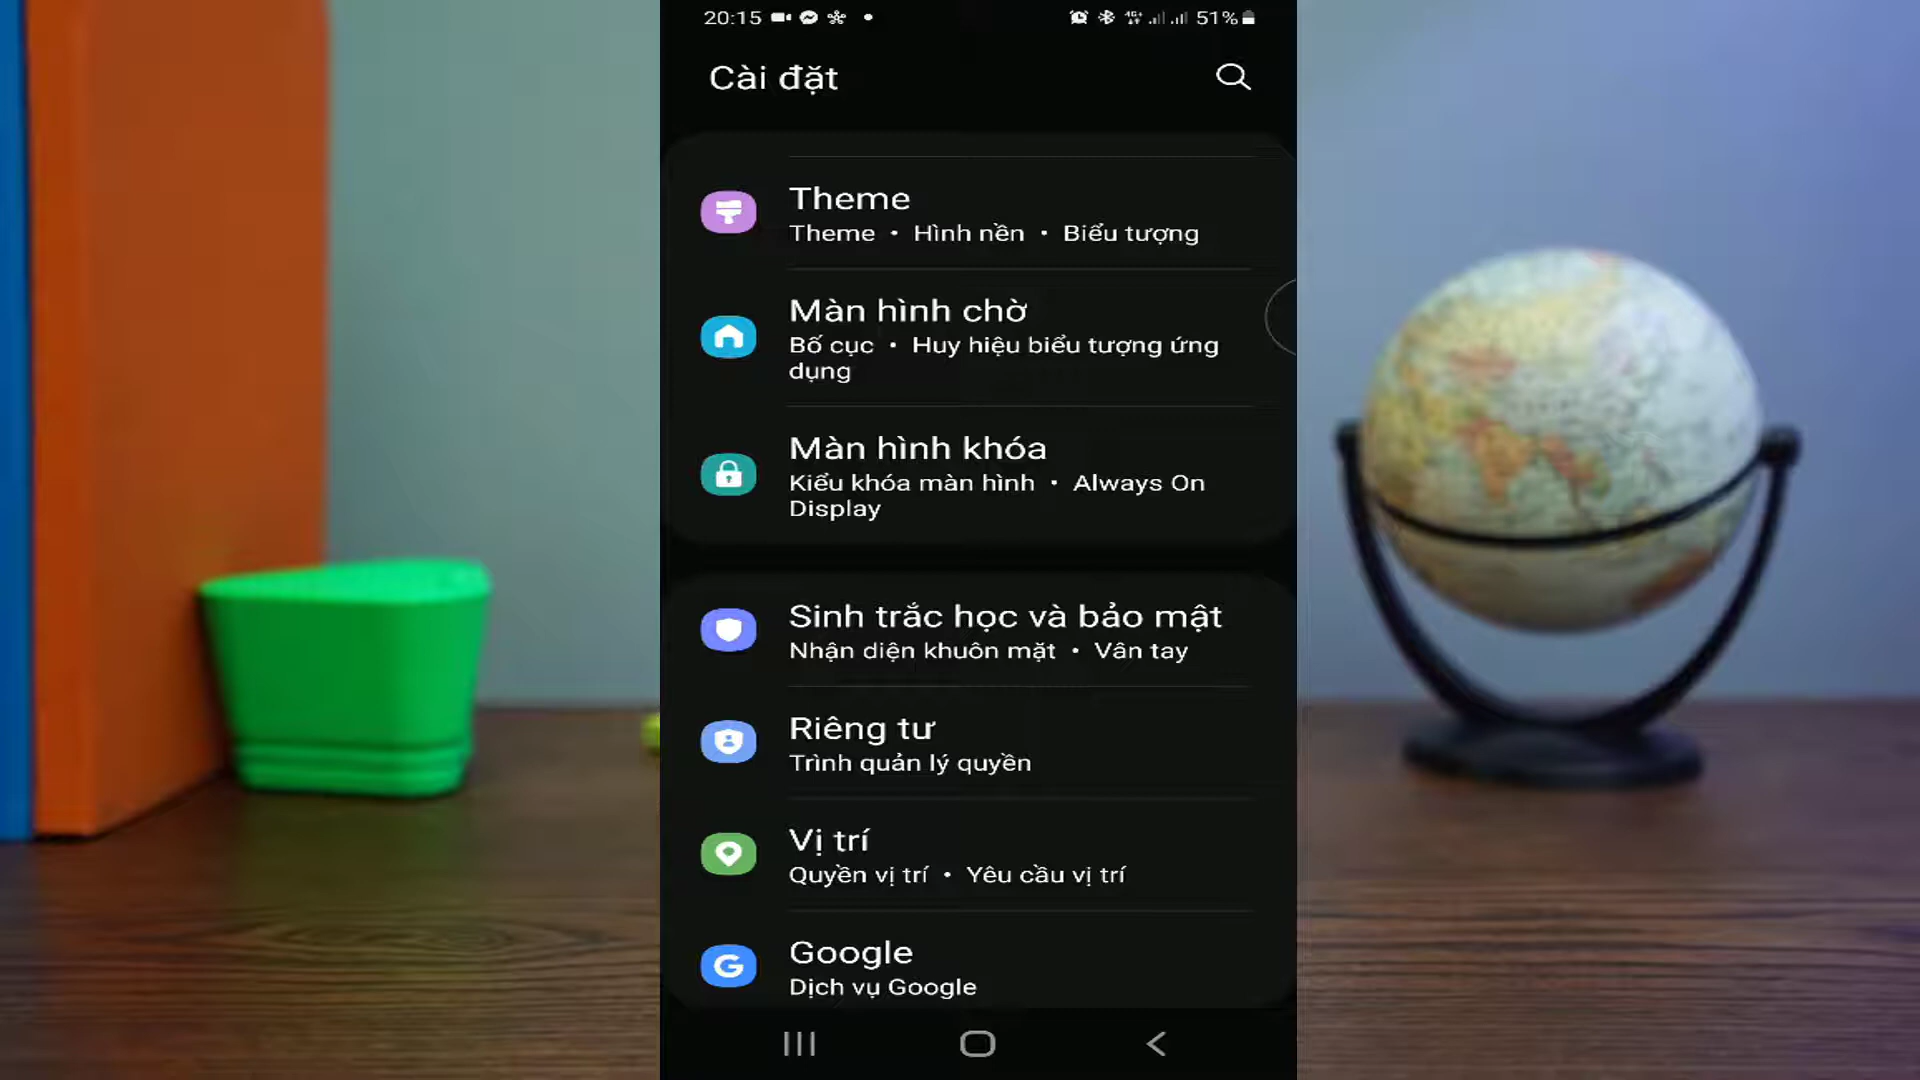 20:15 51%
Cài đặt
Theme
Theme • Hình nền • Biểu tượng
Màn hình chờ
Bố cục • Huy hiệu biểu tượng ứng
dụng
Màn hình khóa
Kiểu khóa màn hình • Always On
Display
Sinh trắc học và bảo mật
Nhận diện khuôn mặt • Vân tay
Riêng tư
Trình quản lý quyền
Vị trí
Quyền vị trí • Yêu cầu vị trí
Google
Dịch vụ Google